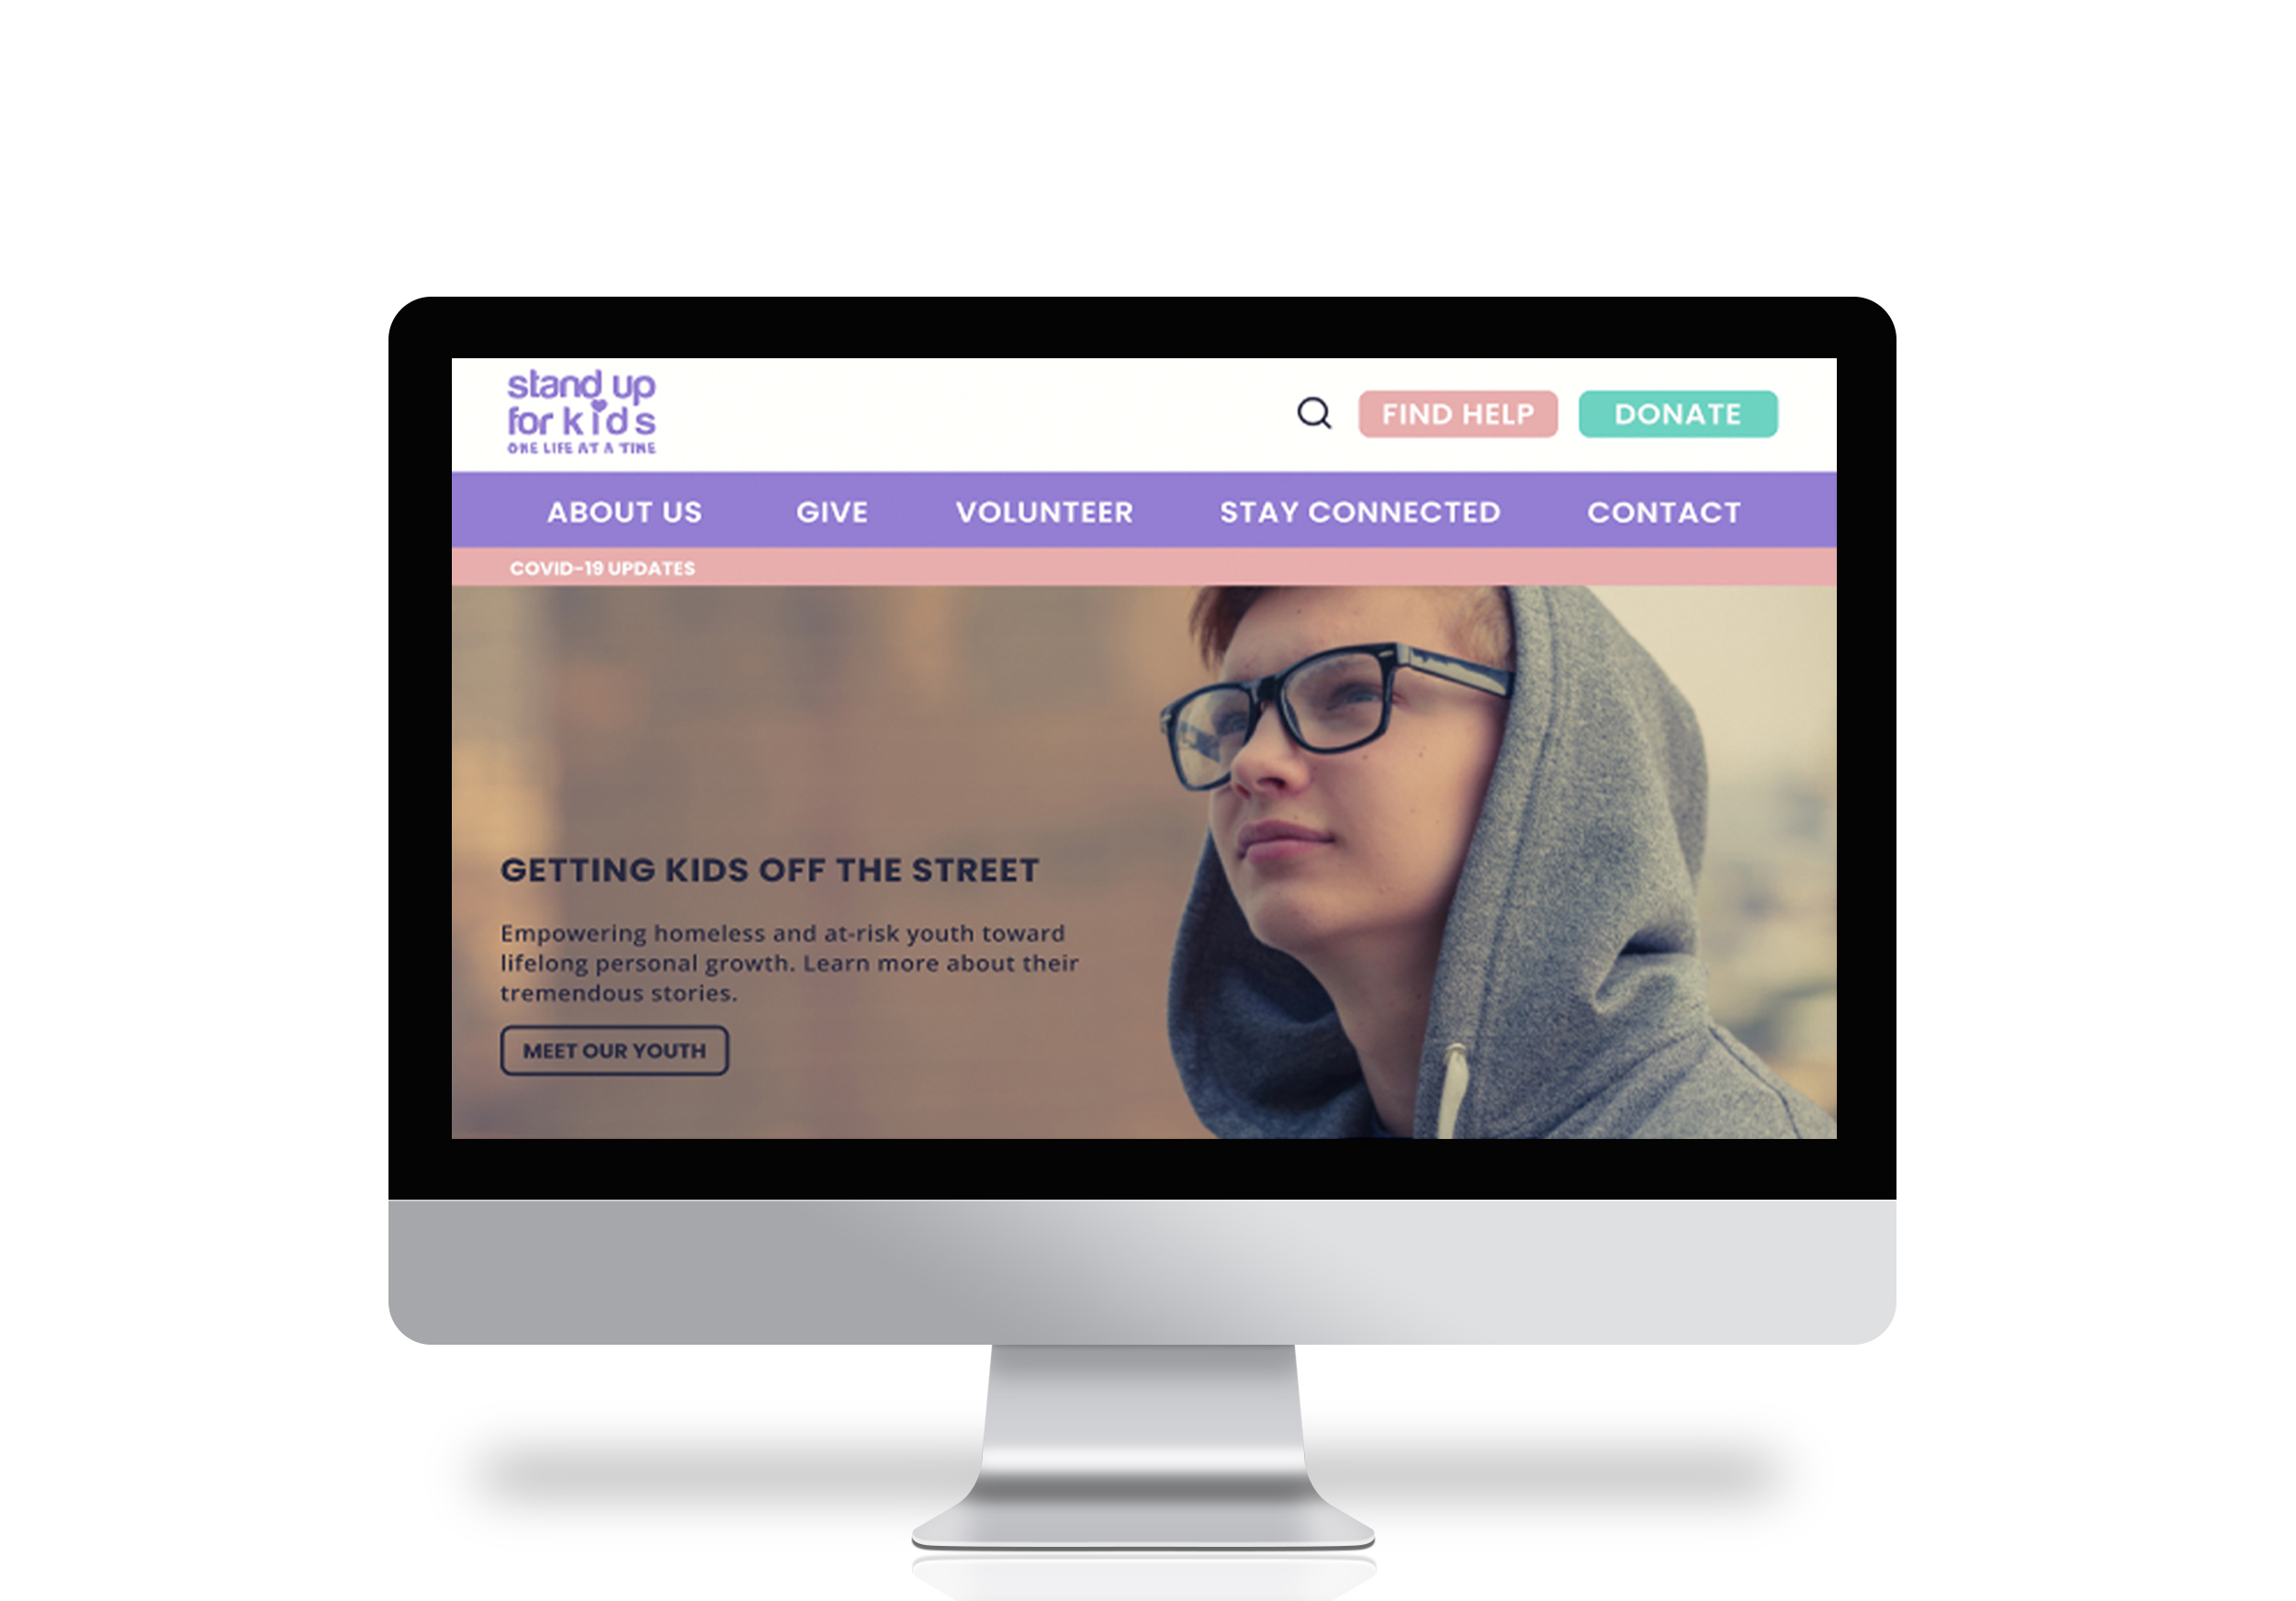 stand up
for kids
ONE LIFE AT A TIME
FIND HELP
DONATE
ABOUT US
GIVE
VOLUNTEER
STAY CONNECTED
CONTACT
COVID-19 UPDATES
GETTING KIDS OFF THE STREET
Empowering homeless and at-risk youth toward
lifelong personal growth. Learn more about their
tremendous stories.
MEET OUR YOUTH